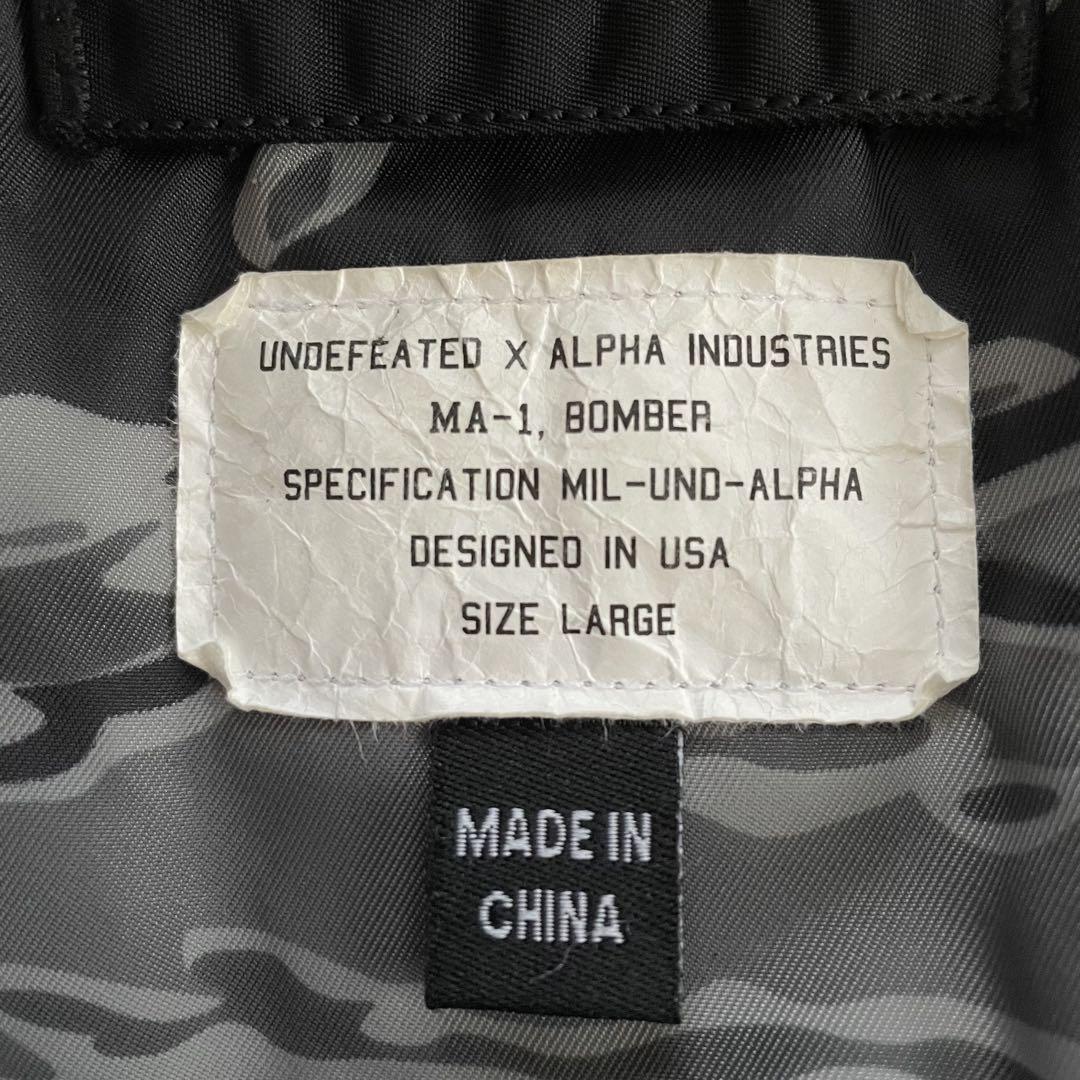 UNDEFEATED X ALPHA INDUSTRIES
MA-1, BOMBER
SPECIFICATION MIL-UND-ALPHA
DESIGNED IN USA
SIZE LARGE
MADE IN
CHINA